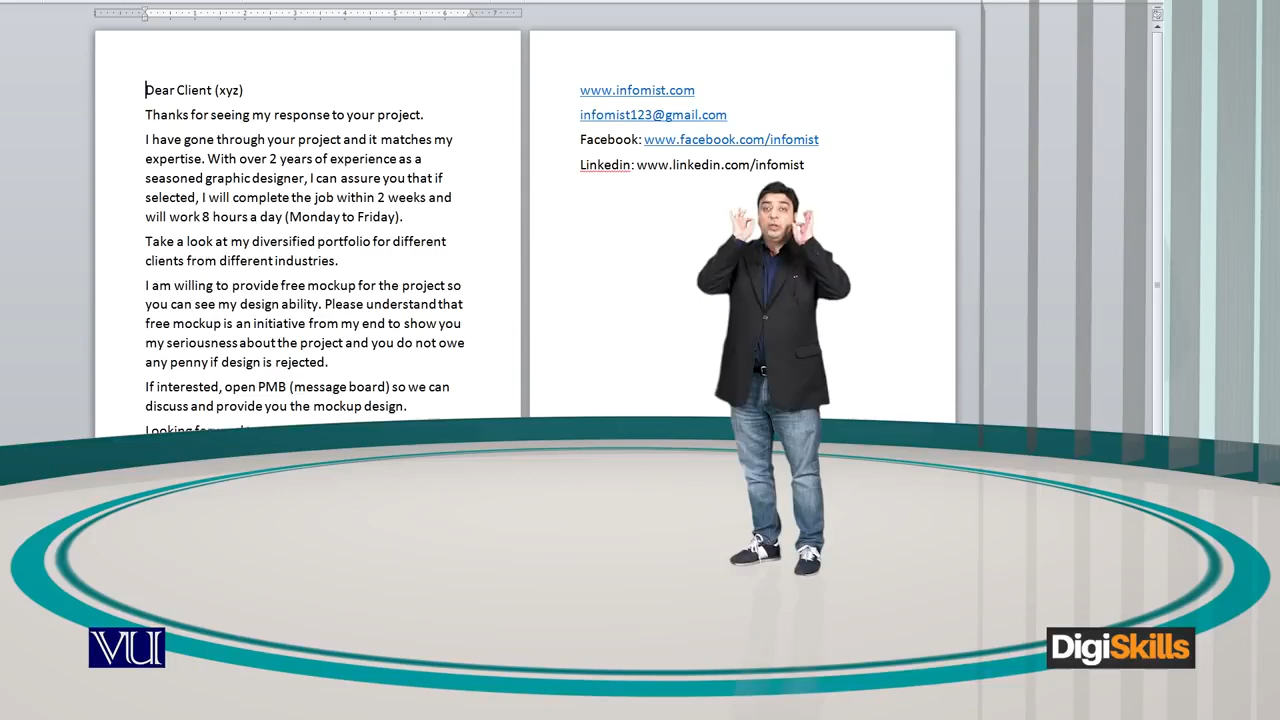 Dear Client (xyz)
Thanks for seeing my response to your project.
I have gone through your project and it matches my
expertise. With over 2 years of experience as a
seasoned graphic designer, I can assure you that if
selected, I will complete the job within 2 weeks and
will work 8 hours a day (Monday to Friday).
Take a look at my diversified portfolio for different
clients from different industries.
I am willing to provide free mockup for the project so
you can see my design ability. Please understand that
free mockup is an initiative from my end to show you
my seriousness about the project and you do not owe
any penny if design is rejected.
If interested, open PMB (message board) so we can
discuss and provide you the mockup design.
Looking
www.infomist.com
infomist123@gmail.com
Facebook: www.facebook.com/infomist
Linkedin: www.linkedin.com/infomist
VU
DigiSkills